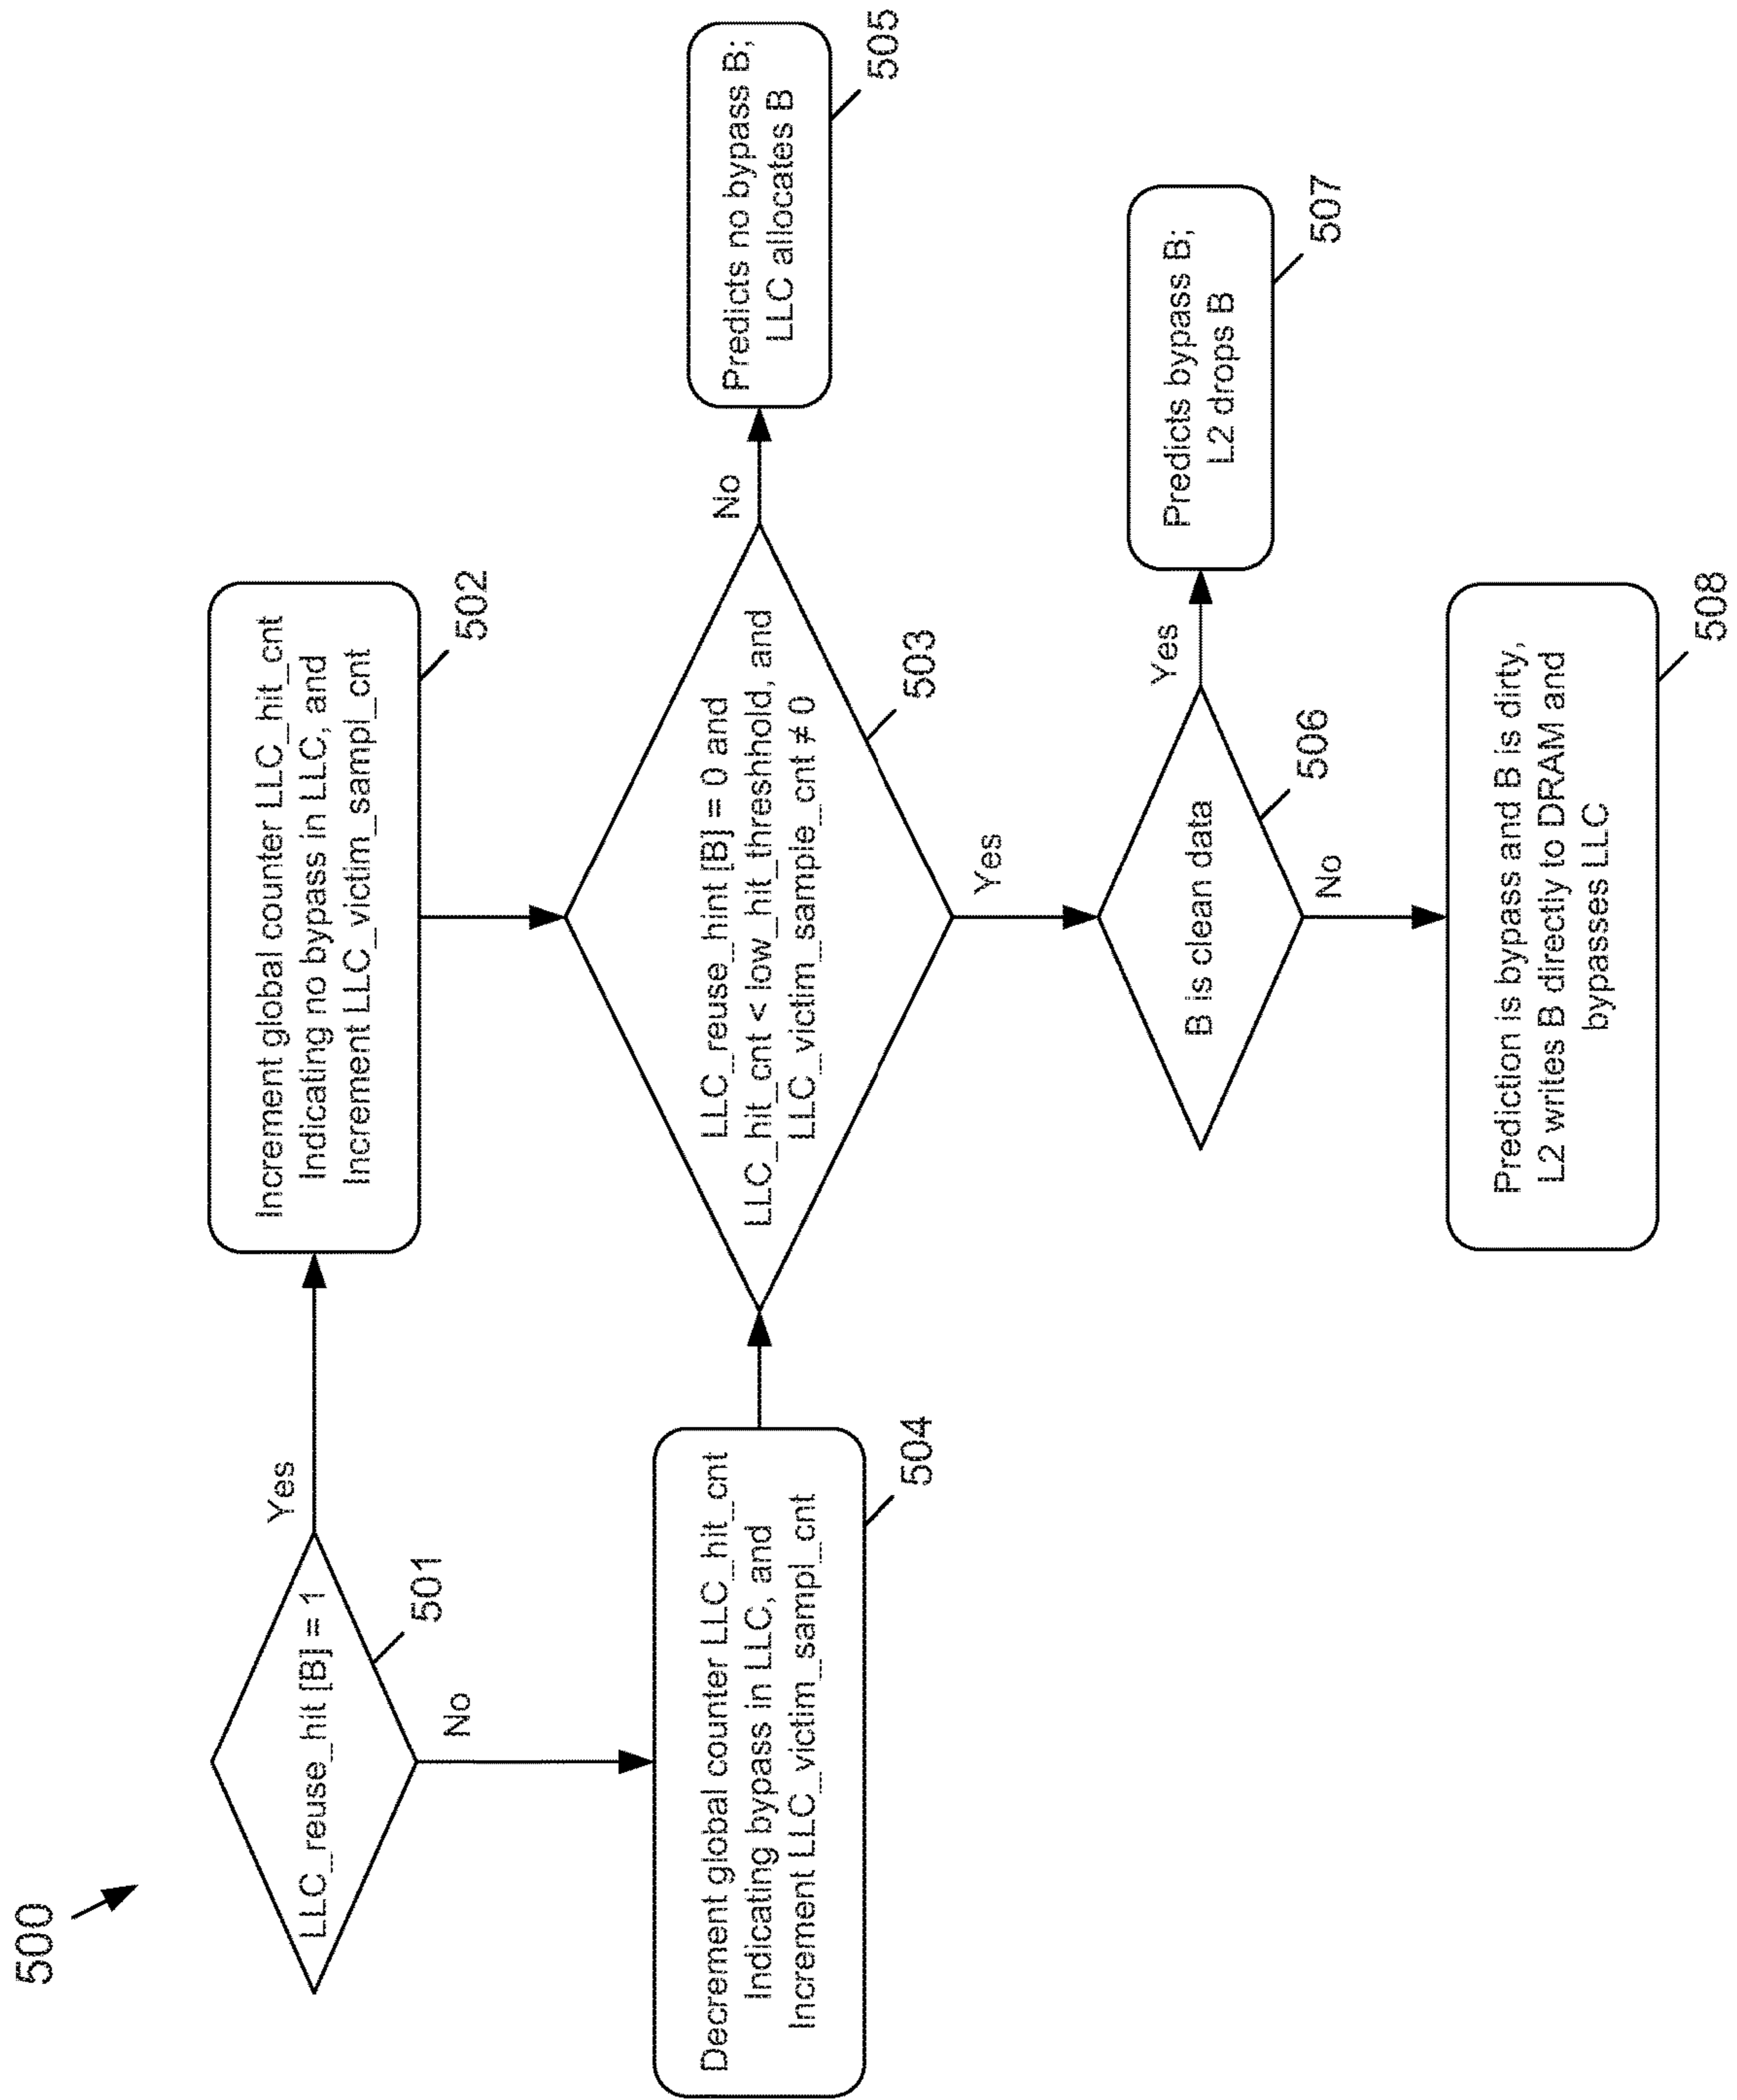 500
LLC_reuse_hit [B] = 1
501
Yes
No
Increment global counter LLC_hit_cnt
Indicating no bypass in LLC, and
Increment LLC_victim_sampl_cnt
502
Decrement global counter LLC_hit_cnt
Indicating bypass in LLC, and
Increment LLC_victim_sampl_cnt
504
LLC_reuse_hint [B] = 0 and
LLC_hit_cnt < low_hit_threshhold, and
LLC_victim_sample_cnt ≠ 0
503
No
Yes
Predicts no bypass B;
LLC allocates B
505
B is clean data
506
Yes
No
Predicts bypass B;
L2 drops B
507
Prediction is bypass and B is dirty,
L2 writes B directly to DRAM and
bypasses LLC
508